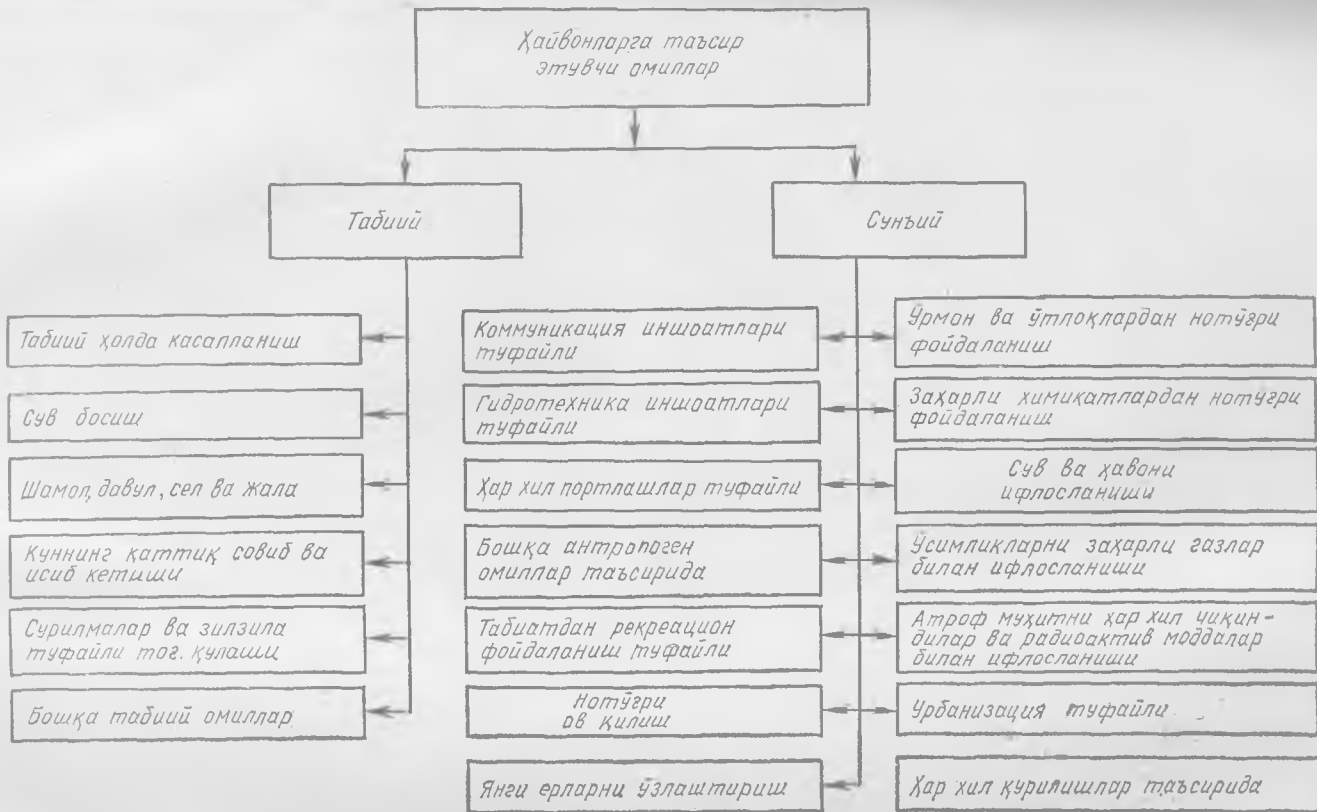 Ҳайвонларга таъсир
этувчи омиллар
Табиий
Сунъий
Табиий ҳолда касалланиш
Сув босиш
Шамол, давул, сел ва жала
Куннинг қаттиқ совиб ва
исиб кетиши
Сурилмалар ва зилзила
туфайли тоғ. қулаши
Бошқа табиий омиллар
Коммуникация иншоатлари
туфайли
Гидротехника иншоатлари
туфайли
Ҳар хил портлашлар туфайли
Бошқа антропоген
омиллар таъсирида
Табиатдан рекреацион
фойдаланиш туфайли
Нотўғри
ов қилиш
Янги ерларни ўзлаштириш
Ўрмон ва ўтлоқлардан нотўғри
фойдаланиш
Заҳарли химикатлардан нотўғри
фойдаланиш
Сув ва ҳавони
ифлосланиши
Ўсимликларни заҳарли газлар
билан ифлосланиши
Атроф муҳитни ҳар хил чиқин-
дилар ва радиоактив моддалар
билан ифлосланиши
Урбанизация туфайли
Ҳар хил қурилишлар таъсирида